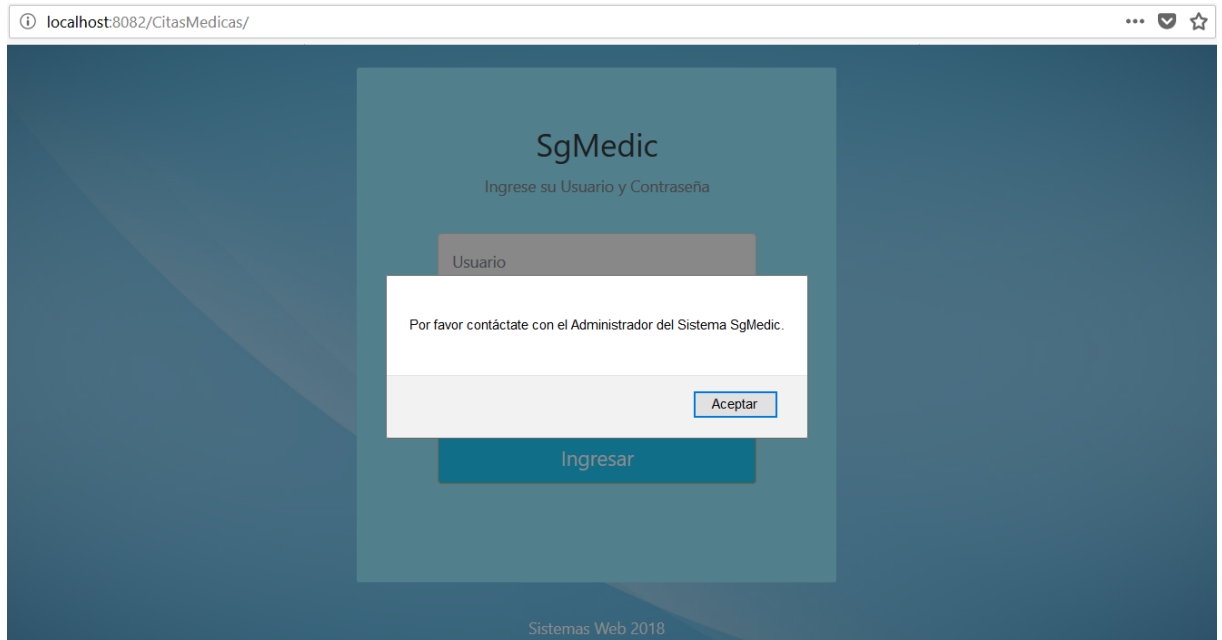 localhost:8082/CitasMedicas/
SgMedic
Ingrese su Usuario y Contraseña
Usuario
Por favor contáctate con el Administrador del Sistema SgMedic.
Aceptar
Ingresar
Sistemas Web 2018